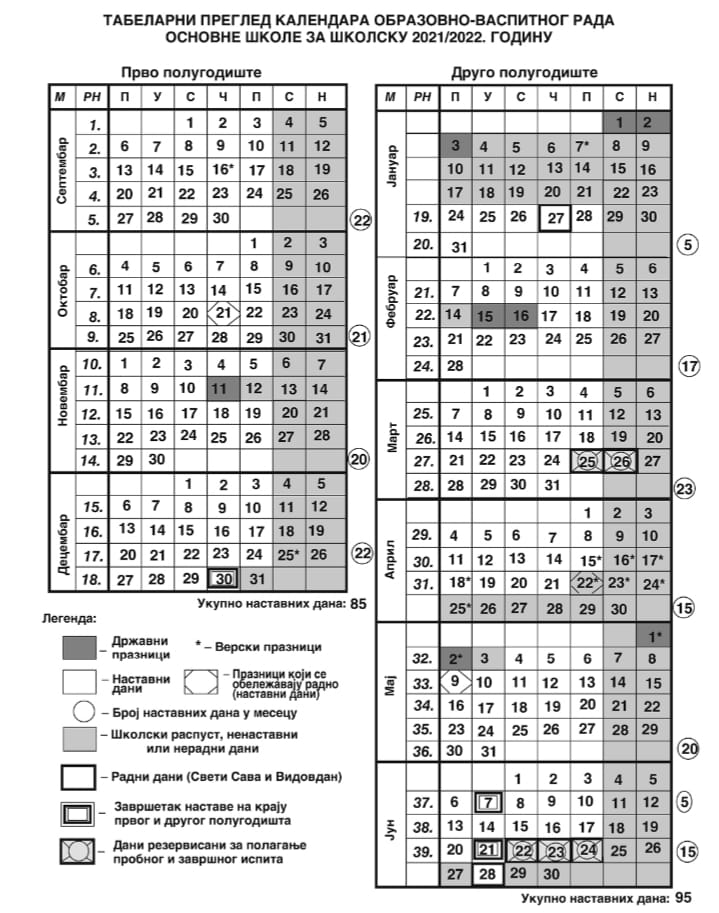 ТАБЕЛАРНИ ПРЕГЛЕД КАЛЕНДАРА ОБРАЗОВНО-ВАСПИТНОГ РАДА
ОСНОВНЕ ШКОЛЕ ЗА ШКОЛСКУ 2021/2022. ГОДИНУ
Прво полугодиште
М РН П У С Ч П С Н
Септембар
1. 1 2 3 4 5
2. 6 7 8 9 10 11 12
3. 13 14 15 16* 17 18 19
4. 20 21 22 23 24 25 26
5. 27 28 29 30
22
Октобар
1 2 3
6. 4 5 6 7 8 9 10
7. 11 12 13 14 15 16 17
8. 18 19 20 21 22 23 24
9. 25 26 27 28 29 30 31
21
Новембар
10. 1 2 3 4 5 6 7
11. 8 9 10 11 12 13 14
12. 15 16 17 18 19 20 21
13. 22 23 24 25 26 27 28
14. 29 30
20
Децембар
1 2 3 4 5
15. 6 7 8 9 10 11 12
16. 13 14 15 16 17 18 19
17. 20 21 22 23 24 25* 26
22
18. 27 28 29 30 31
Укупно наставних дана: 85
Легенда:
– Државни
празници
* – Верски празници
– Наставни
дани
– Празници који се
обележавају радно
(наставни дани)
– Број наставних дана у месецу
– Школски распуст, ненаставни
или нерадни дани
– Радни дани (Свети Сава и Видовдан)
– Завршетак наставе на крају
првог и другог полугодишта
– Дани резервисани за полагање
пробног и завршног испита
Друго полугодиште
М РН П У С Ч П С Н
Јануар
1 2
3 4 5 6 7* 8 9
10 11 12 13 14 15 16
17 18 19 20 21 22 23
19. 24 25 26 27 28 29 30
20. 31
5
Фебруар
1 2 3 4 5 6
21. 7 8 9 10 11 12 13
22. 14 15 16 17 18 19 20
23. 21 22 23 24 25 26 27
24. 28
17
Март
1 2 3 4 5 6
25. 7 8 9 10 11 12 13
26. 14 15 16 17 18 19 20
27. 21 22 23 24 25 26 27
28. 28 29 30 31
23
Април
1 2 3
29. 4 5 6 7 8 9 10
30. 11 12 13 14 15* 16* 17*
31. 18* 19 20 21 22* 23* 24*
25* 26 27 28 29 30
15
Мај
1*
32. 2* 3 4 5 6 7 8
33. 9 10 11 12 13 14 15
34. 16 17 18 19 20 21 22
35. 23 24 25 26 27 28 29
36. 30 31
20
Јун
1 2 3 4 5
37. 6 7 8 9 10 11 12
5
38. 13 14 15 16 17 18 19
39. 20 21 22 23 24 25 26
15
27 28 29 30
Укупно наставних дана: 95